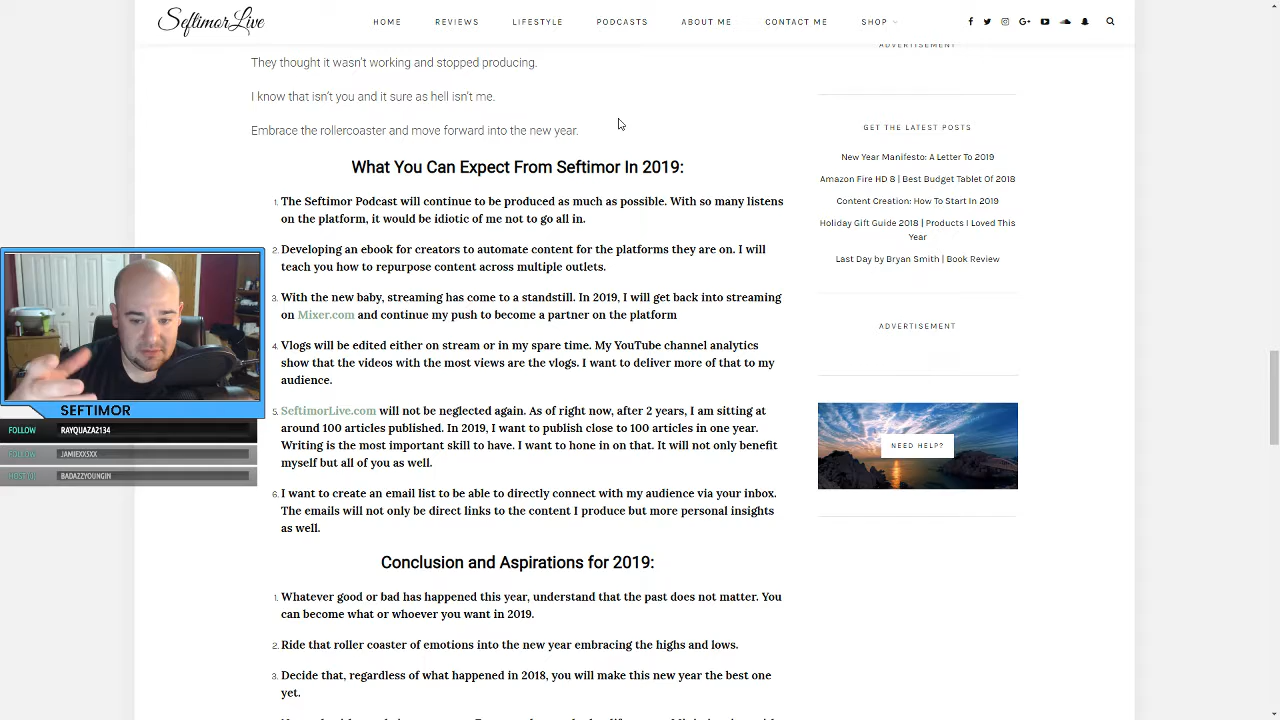 SeftimorLive
HOME REVIEWS LIFESTYLE PODCASTS ABOUT ME CONTACT ME SHOP
They thought it wasn't working and stopped producing.
I know that isn't you and it sure as hell isn't me.
Embrace the rollercoaster and move forward into the new year.
What You Can Expect From Seftimor In 2019:
1. The Seftimor Podcast will continue to be produced as much as possible. With so many listens
on the platform, it would be idiotic of me not to go all in.
2. Developing an ebook for creators to automate content for the platforms they are on. I will
teach you how to repurpose content across multiple outlets.
3. With the new baby, streaming has come to a standstill. In 2019, I will get back into streaming
on Mixer.com and continue my push to become a partner on the platform
4. Vlogs will be edited either on stream or in my spare time. My YouTube channel analytics
show that the videos with the most views are the vlogs. I want to deliver more of that to my
audience.
5. SeftimorLive.com will not be neglected again. As of right now, after 2 years, I am sitting at
around 100 articles published. In 2019, I want to publish close to 100 articles in one year.
Writing is the most important skill to have. I want to hone in on that. It will not only benefit
myself but all of you as well.
6. I want to create an email list to be able to directly connect with my audience via your inbox.
The emails will not only be direct links to the content I produce but more personal insights
as well.
Conclusion and Aspirations for 2019:
1. Whatever good or bad has happened this year, understand that the past does not matter. You
can become what or whoever you want in 2019.
2. Ride that roller coaster of emotions into the new year embracing the highs and lows.
3. Decide that, regardless of what happened in 2018, you will make this new year the best one
yet.
ADVERTISEMENT
GET THE LATEST POSTS
New Year Manifesto: A Letter To 2019
Amazon Fire HD 8 | Best Budget Tablet Of 2018
Content Creation: How To Start In 2019
Holiday Gift Guide 2018 | Products I Loved This
Year
Last Day by Bryan Smith | Book Review
ADVERTISEMENT
NEED HELP?
SEFTIMOR
FOLLOW RAYQUAZA2134
FOLLOW JAMIEXX5XX
BADAZZYOUNGIN